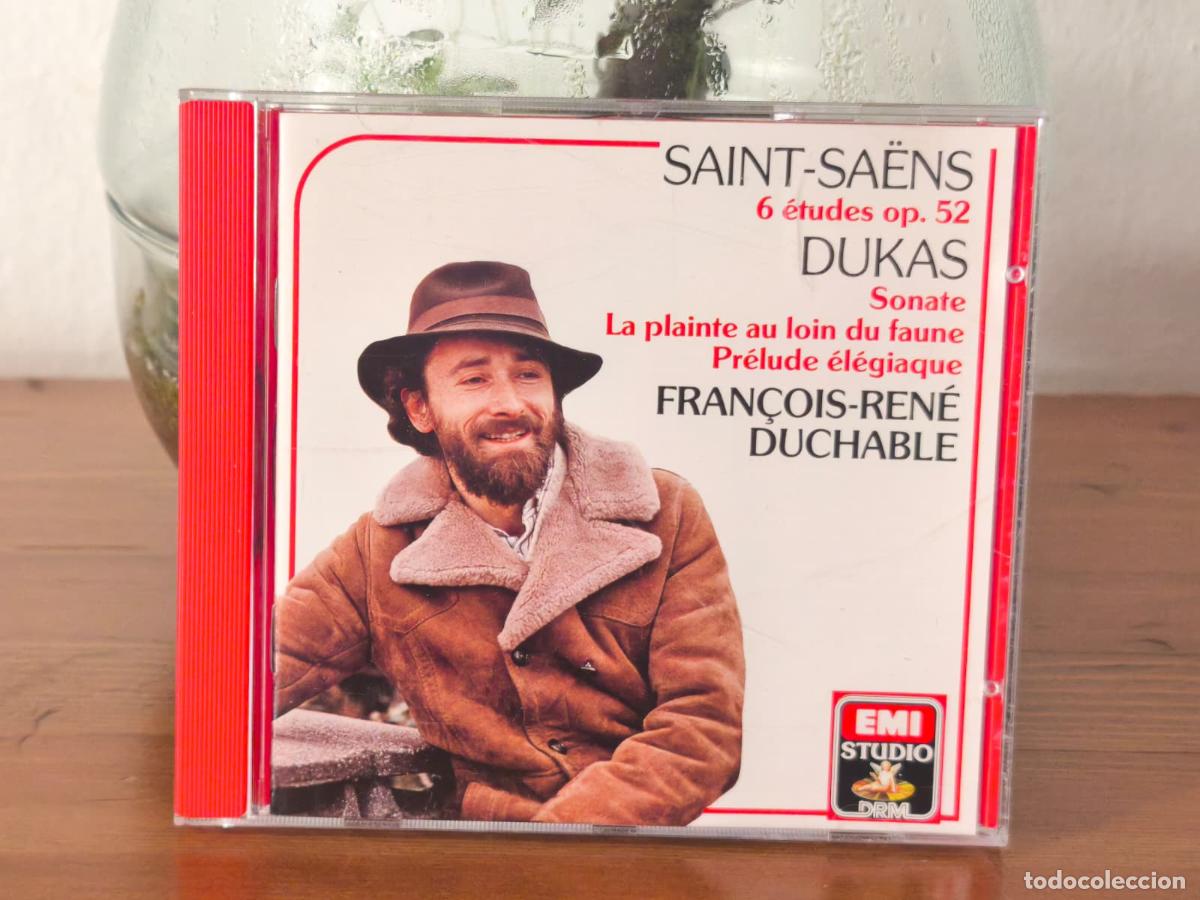 SAINT-SAËNS
6 études op. 52
DUKAS
Sonate
La plainte au loin du faune
Prélude élégiaque
FRANÇOIS-RENÉ
DUCHABLE
EMI
STUDIO
DRM
todocoleccion